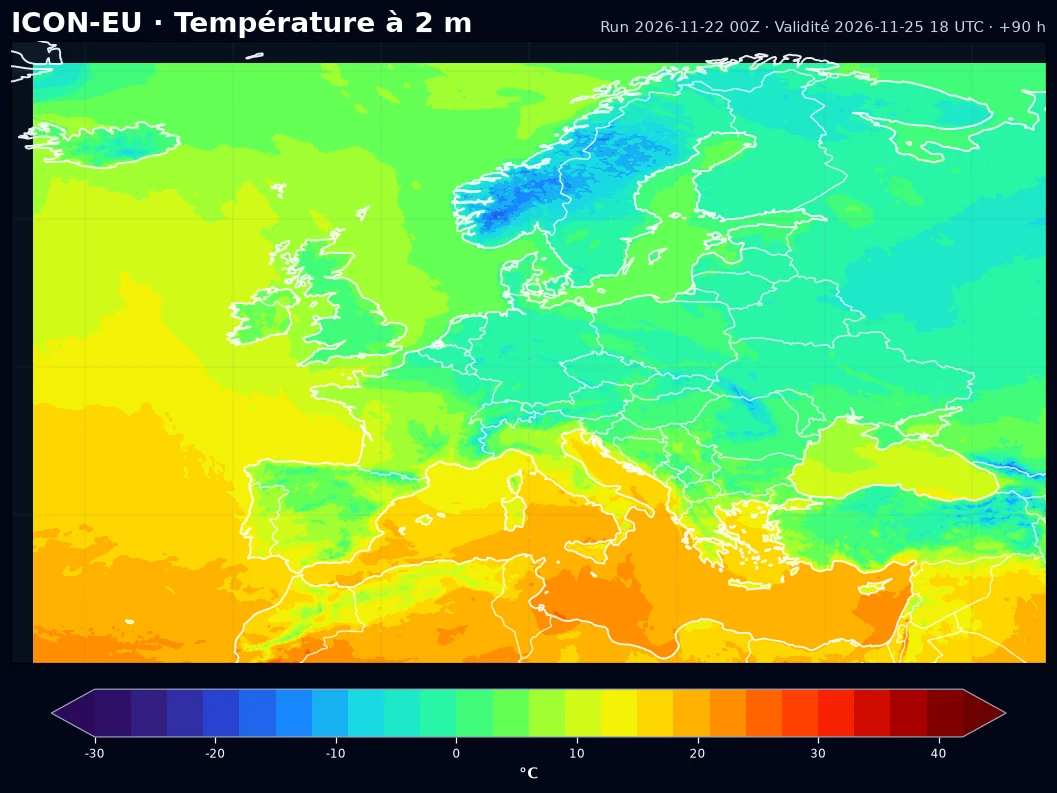 ICON-EU · Température à 2 m
Run 2026-11-22 00Z · Validité 2026-11-25 18 UTC · +90 h
-30 -20 -10 0 10 20 30 40
°C